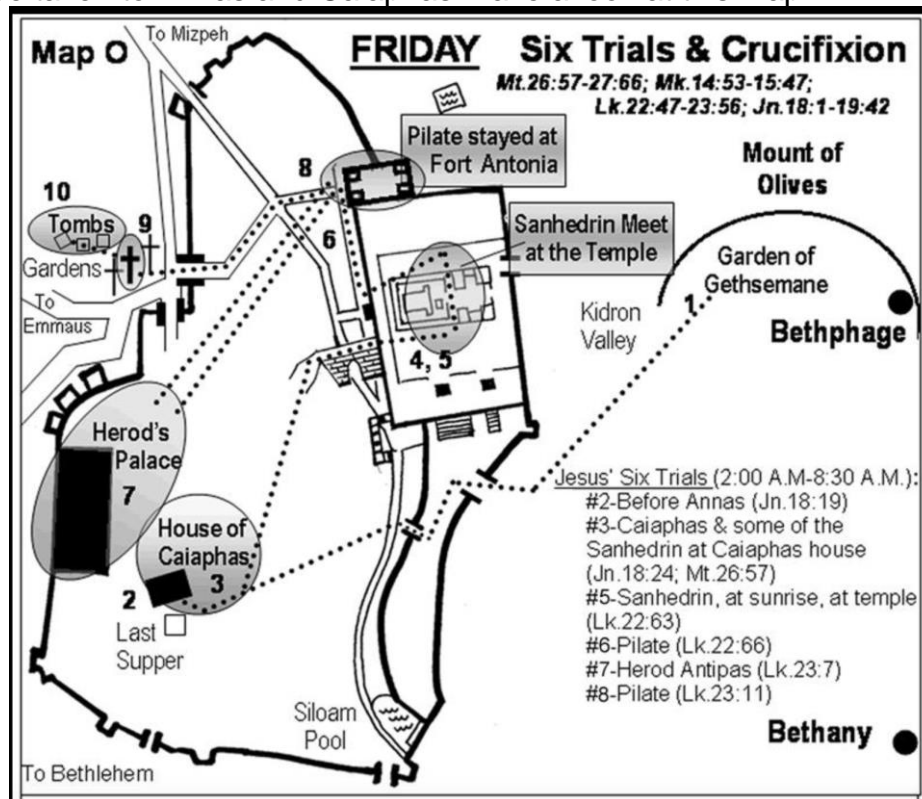 Map O
To Mizpeh
FRIDAY
Six Trials & Crucifixion
Mt.26:57-27:66; Mk.14:53-15:47;
Lk.22:47-23:56; Jn.18:1-19:42
Pilate stayed at
Fort Antonia
8
Mount of
Olives
10
Tombs
9
6
Sanhedrin Meet
at the Temple
Gardens
Garden of
Gethsemane
1
To
Emmaus
Kidron
Valley
Bethphage
4, 5
Herod's
Palace
7
House of
Caiaphas
3
2
Last
Supper
Jesus' Six Trials (2:00 A.M-8:30 A.M.):
#2-Before Annas (Jn.18:19)
#3-Caiaphas & some of the
Sanhedrin at Caiaphas house
(Jn.18:24; Mt.26:57)
#5-Sanhedrin, at sunrise, at temple
(Lk.22:63)
#6-Pilate (Lk.22:66)
#7-Herod Antipas (Lk.23:7)
#8-Pilate (Lk.23:11)
Siloam
Pool
Bethany
To Bethlehem